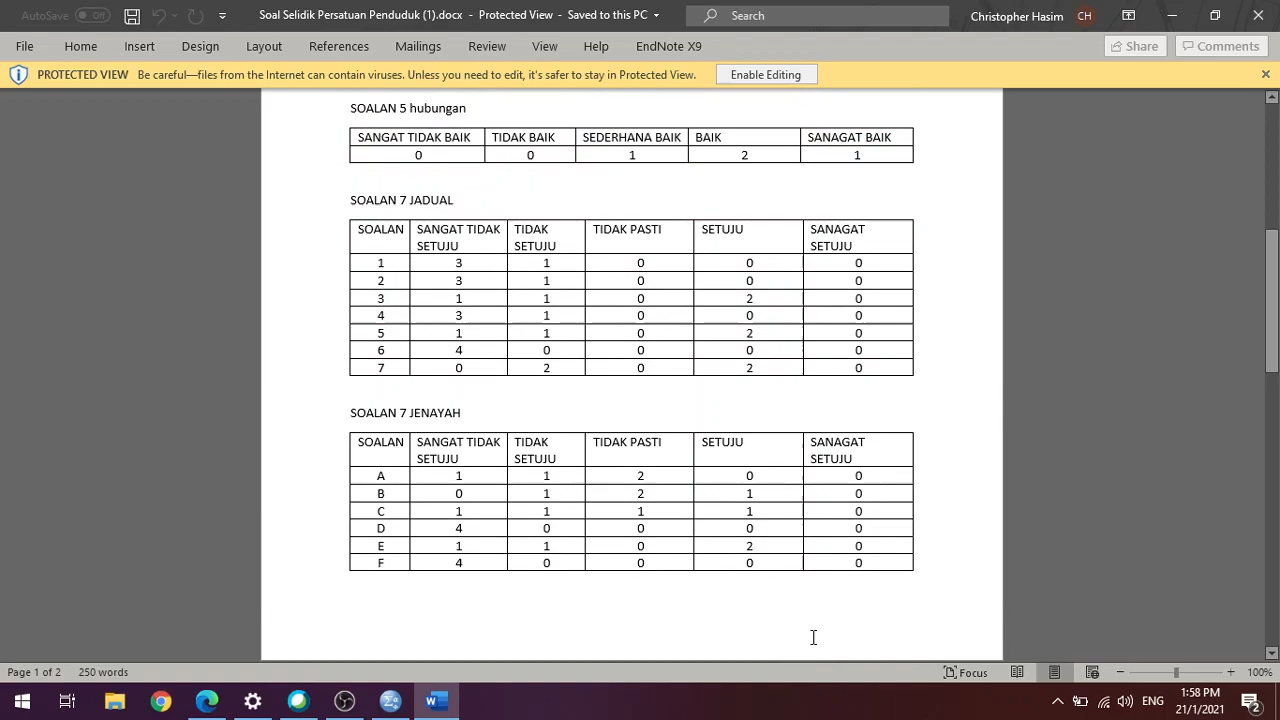 AutoSave Off Soal Selidik Persatuan Penduduk (1).docx - Protected View - Saved to this PC Search Christopher Hasim CH
File Home Insert Design Layout References Mailings Review View Help EndNote X9 Share Comments
PROTECTED VIEW Be careful—files from the Internet can contain viruses. Unless you need to edit, it's safer to stay in Protected View. Enable Editing
SOALAN 5 hubungan
SANGAT TIDAK BAIK TIDAK BAIK SEDERHANA BAIK BAIK SANAGAT BAIK
0 0 1 2 1
SOALAN 7 JADUAL
SOALAN SANGAT TIDAK TIDAK TIDAK PASTI SETUJU SANAGAT
SETUJU SETUJU SETUJU
1 3 1 0 0 0
2 3 1 0 0 0
3 1 1 0 2 0
4 3 1 0 0 0
5 1 1 0 2 0
6 4 0 0 0 0
7 0 2 0 2 0
SOALAN 7 JENAYAH
SOALAN SANGAT TIDAK TIDAK TIDAK PASTI SETUJU SANAGAT
SETUJU SETUJU SETUJU
A 1 1 2 0 0
B 0 1 2 1 0
C 1 1 1 1 0
D 4 0 0 0 0
E 1 1 0 2 0
F 4 0 0 0 0
Page 1 of 2 250 words Focus 100%
ENG 1:58 PM
21/1/2021 2